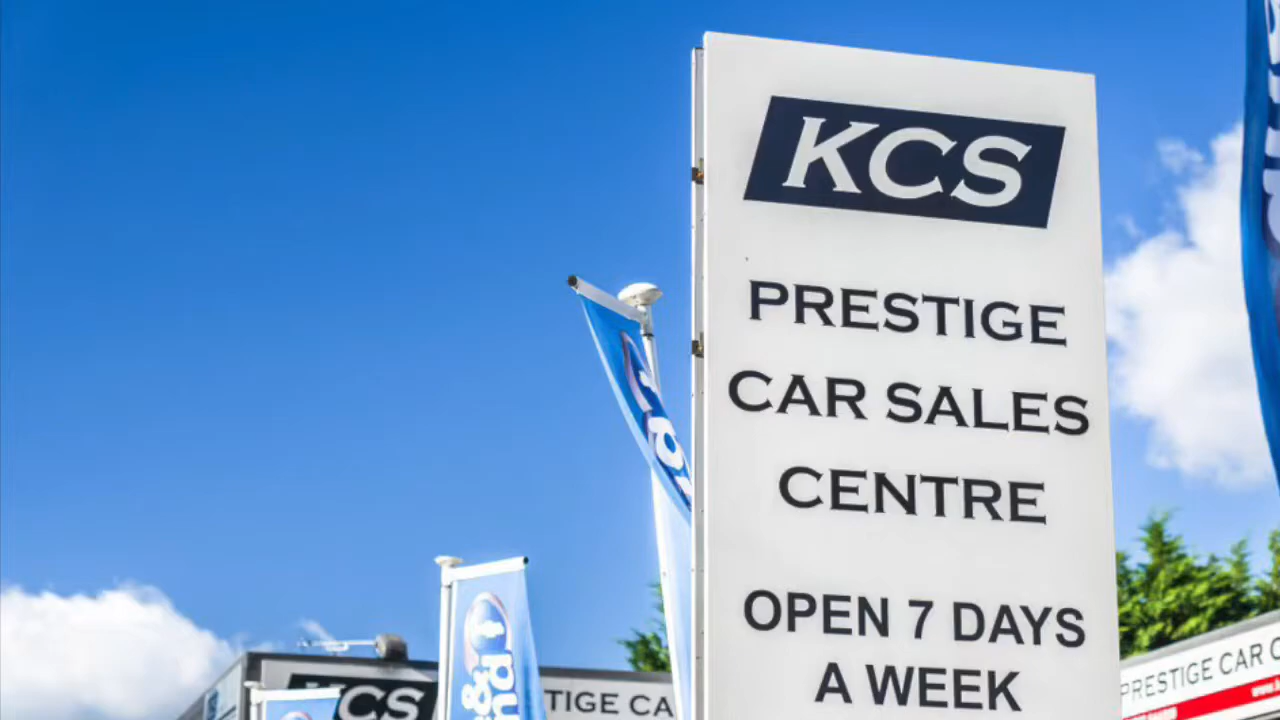 KCS
PRESTIGE
CAR SALES
CENTRE
OPEN 7 DAYS
A WEEK
KCS
TIGE CA
PRESTIGE CAR C